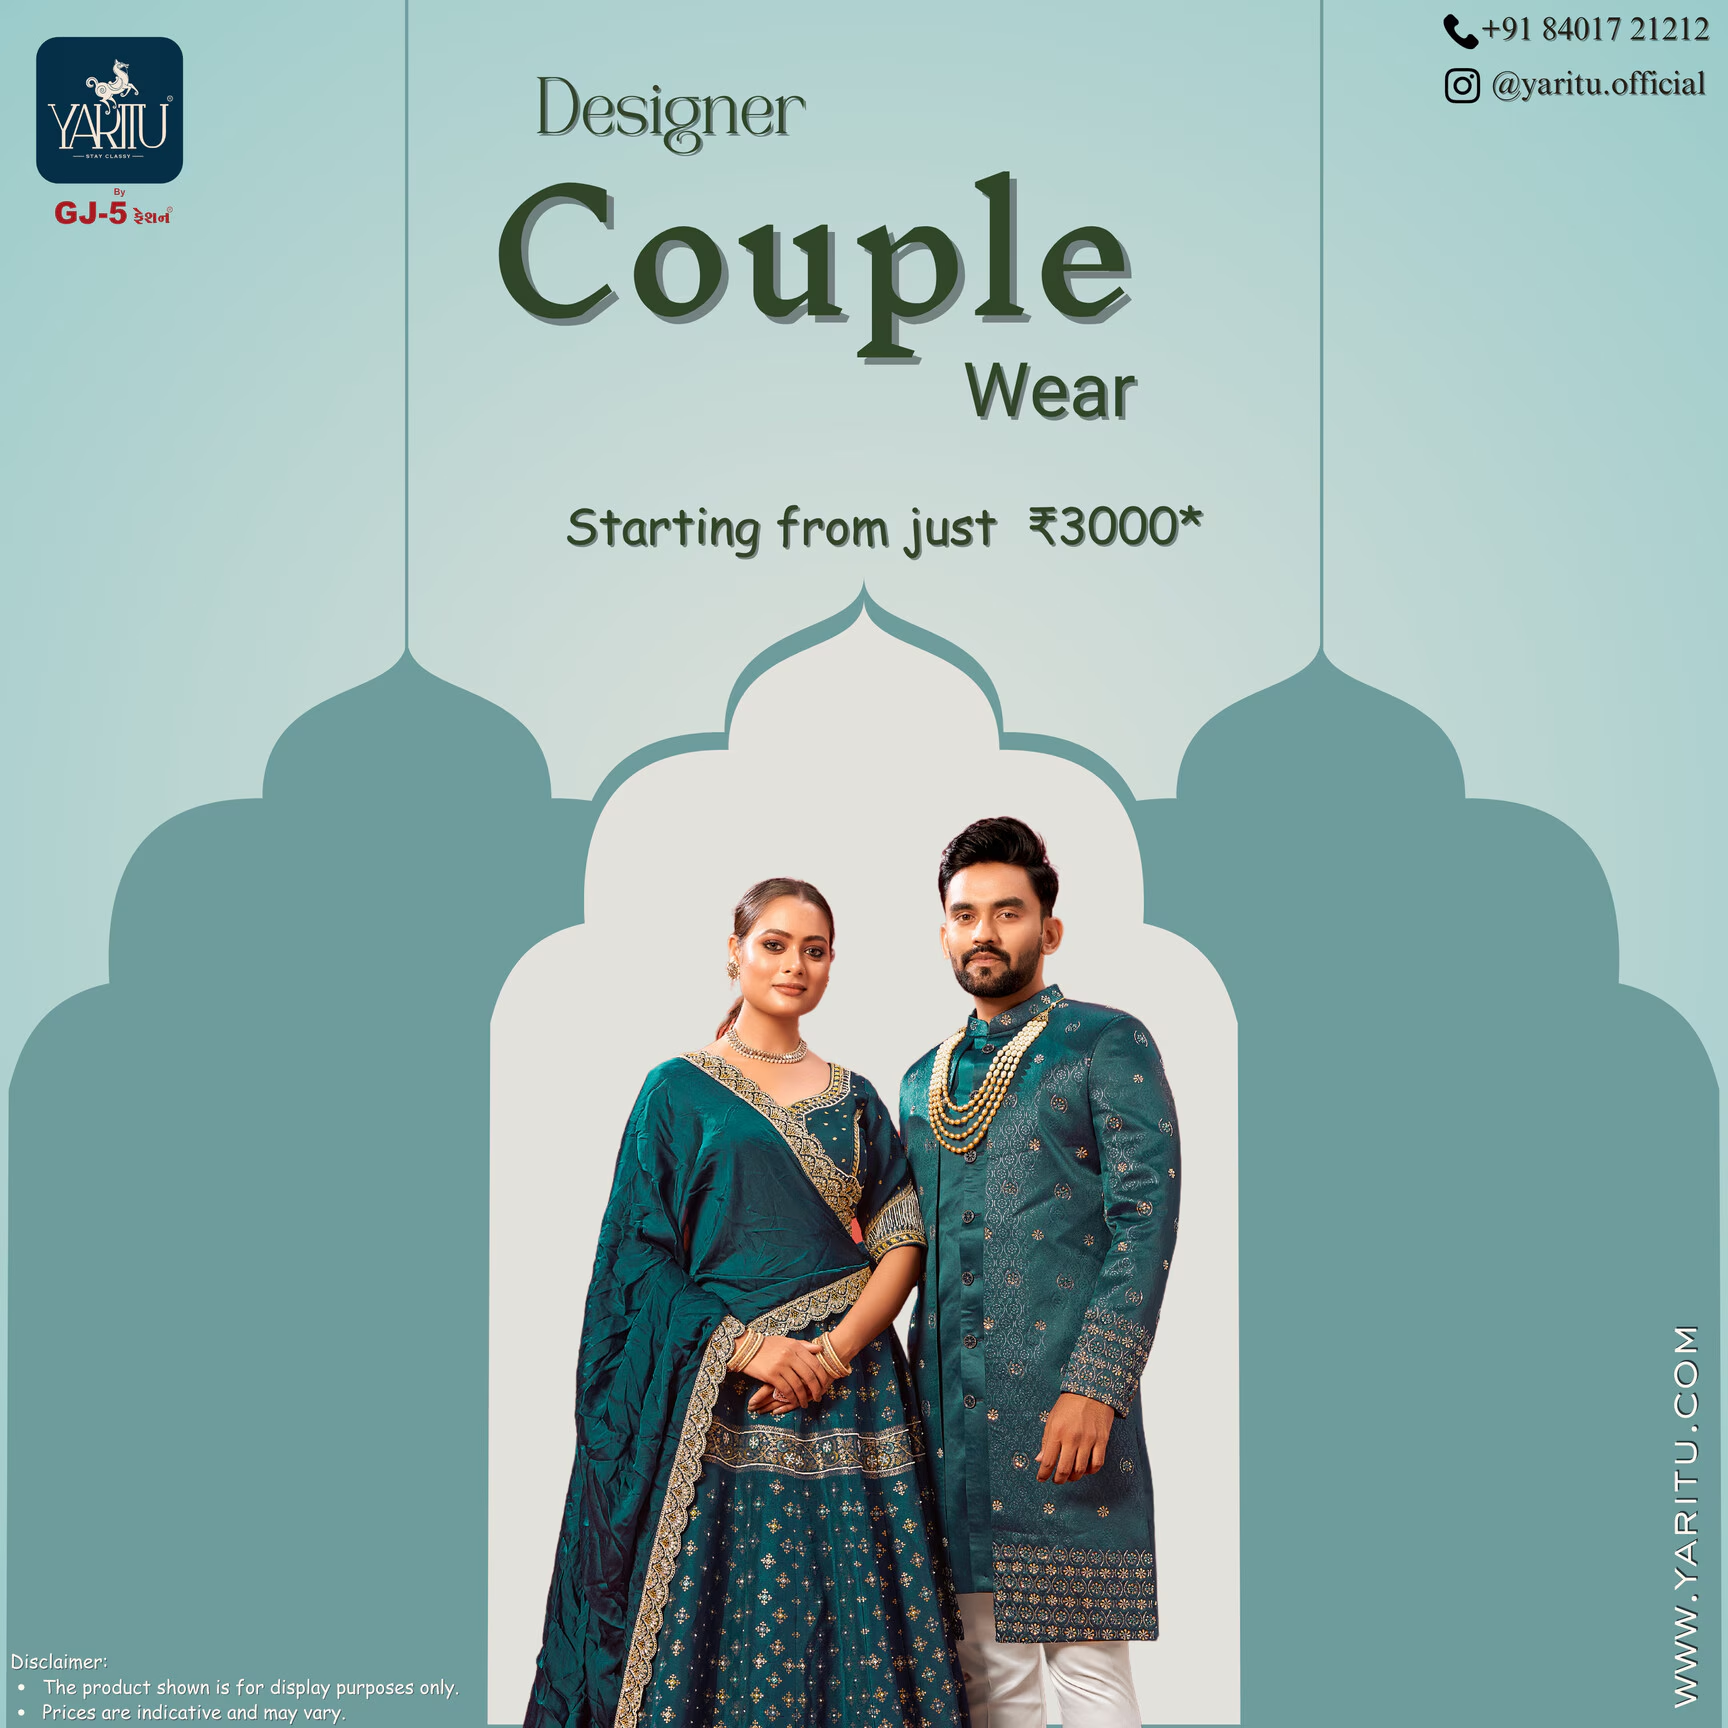 YARITU
STAY CLASSY
By
GJ-5 ફેશન
+91 84017 21212
@yaritu.official
Designer
Couple
Wear
Starting from just ₹3000*
WWW.YARITU.COM
Disclaimer:
• The product shown is for display purposes only.
• Prices are indicative and may vary.